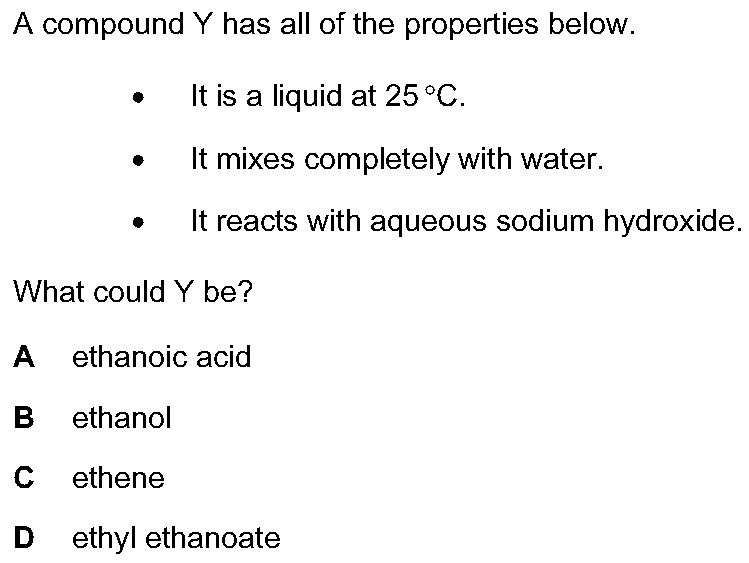 A compound Y has all of the properties below.
• It is a liquid at 25 °C.
• It mixes completely with water.
• It reacts with aqueous sodium hydroxide.
What could Y be?
A ethanoic acid
B ethanol
C ethene
D ethyl ethanoate